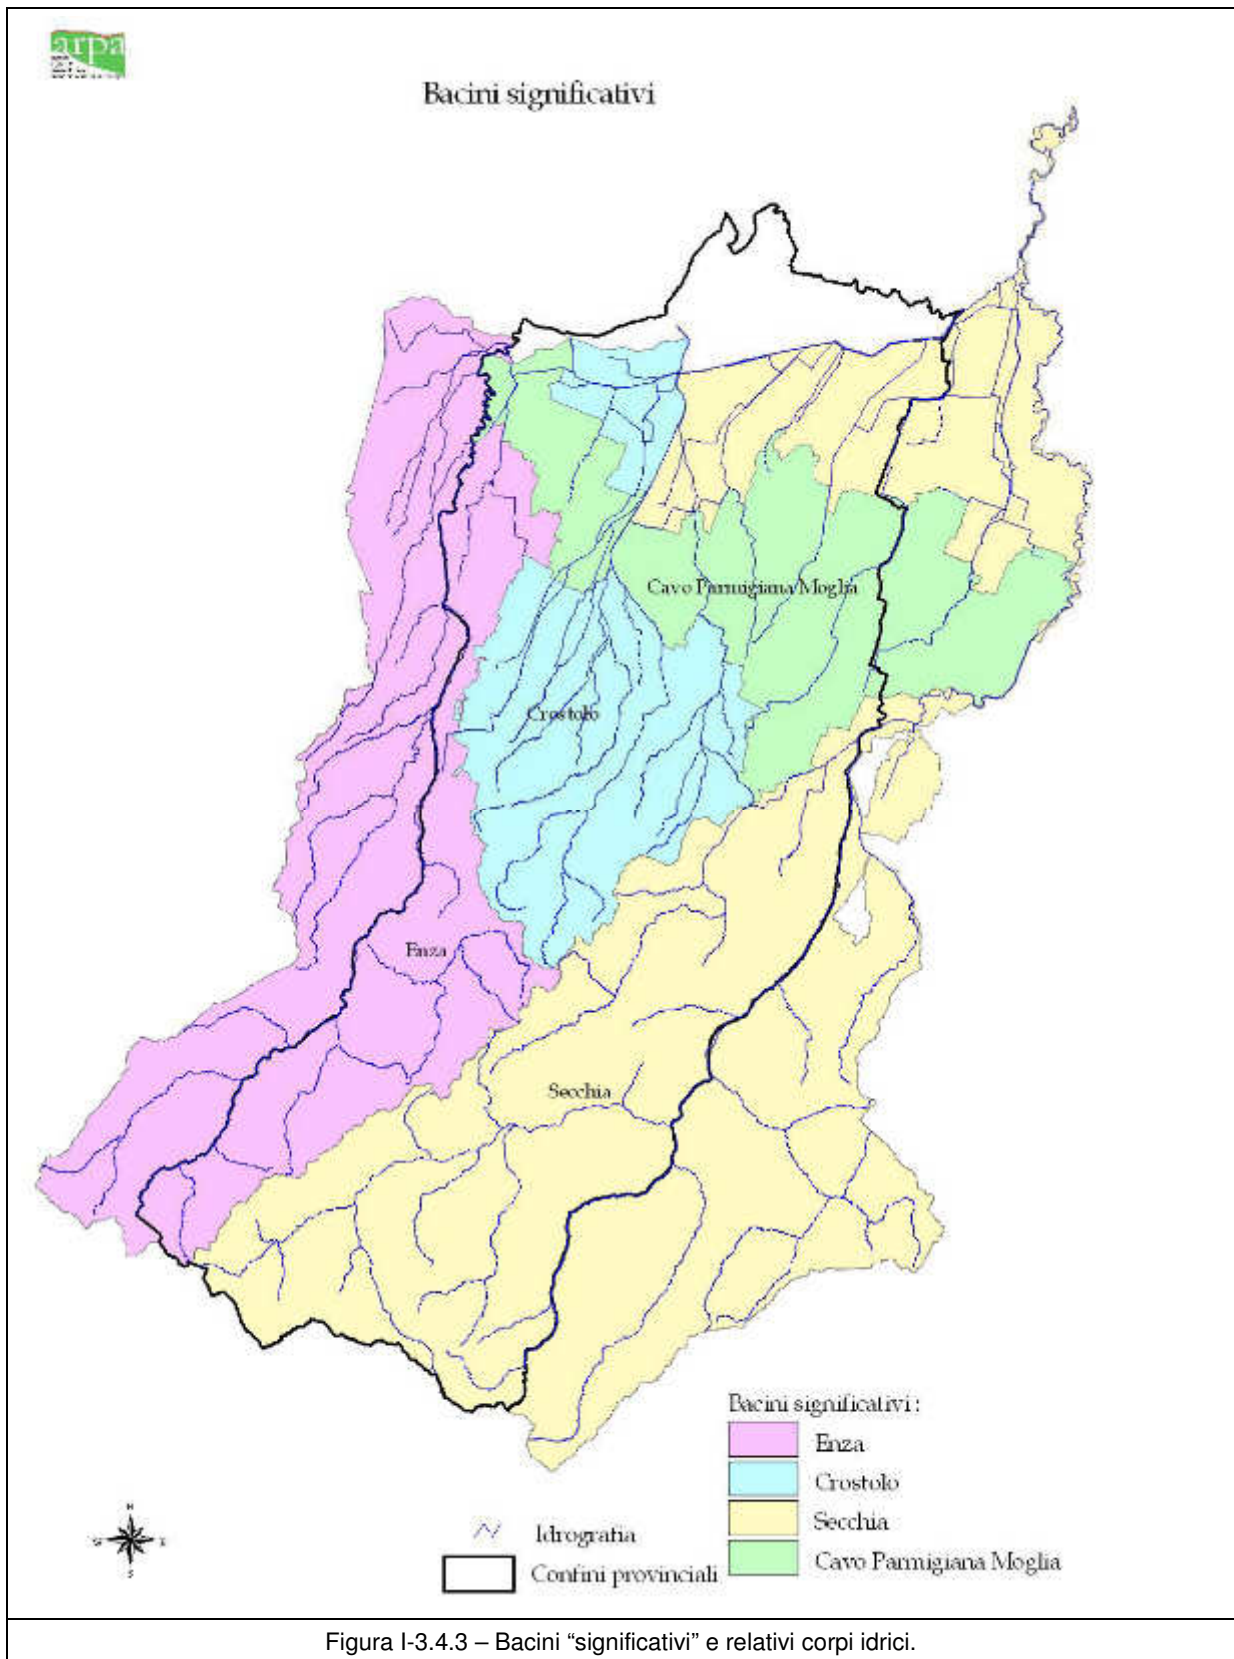 arpa
Bacini significativi
Cavo Parmigiana Moglia
Crostolo
Enza
Secchia
Bacini significativi :
Enza
Crostolo
Secchia
Cavo Parmigiana Moglia
N
S
Idrografia
Confini provinciali
Figura I-3.4.3 – Bacini “significativi” e relativi corpi idrici.